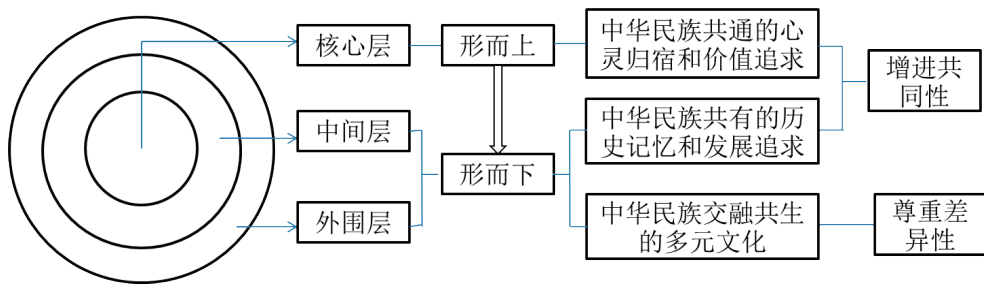 核心层
形而上
中华民族共通的心
灵归宿和价值追求
增进共
同性
中间层
形而下
中华民族共有的历
史记忆和发展追求
外围层
中华民族交融共生
的多元文化
尊重差
异性